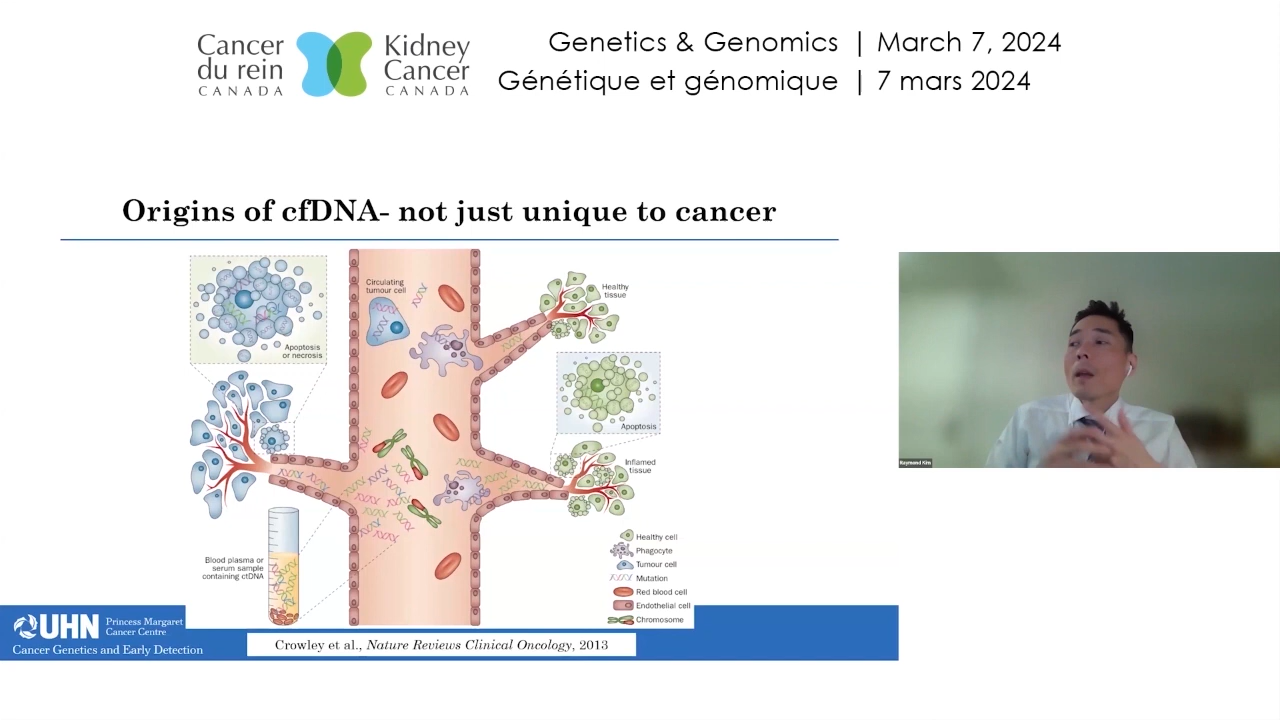 Cancer
du rein
CANADA
Kidney
Cancer
CANADA
Genetics & Genomics | March 7, 2024
Génétique et génomique | 7 mars 2024
Origins of cfDNA- not just unique to cancer
Circulating
tumour cell
Healthy
tissue
Apoptosis
or necrosis
Apoptosis
Inflamed
tissue
Blood plasma or
serum sample
containing ctDNA
Healthy cell
Phagocyte
Tumour cell
Mutation
Red blood cell
Endothelial cell
Chromosome
UHN
Princess Margaret
Cancer Centre
Cancer Genetics and Early Detection
Crowley et al., Nature Reviews Clinical Oncology, 2013
Raymond Kim